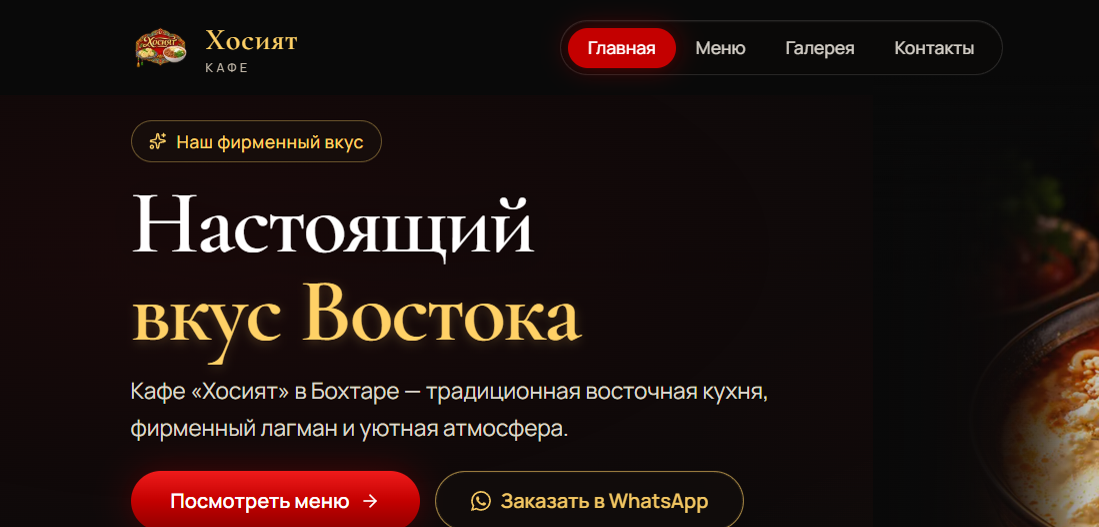 Хосият
Хосият
КАФЕ
Главная
Меню
Галерея
Контакты
Наш фирменный вкус
Настоящий
вкус Востока
Кафе «Хосият» в Бохтаре — традиционная восточная кухня,
фирменный лагман и уютная атмосфера.
Посмотреть меню →
Заказать в WhatsApp